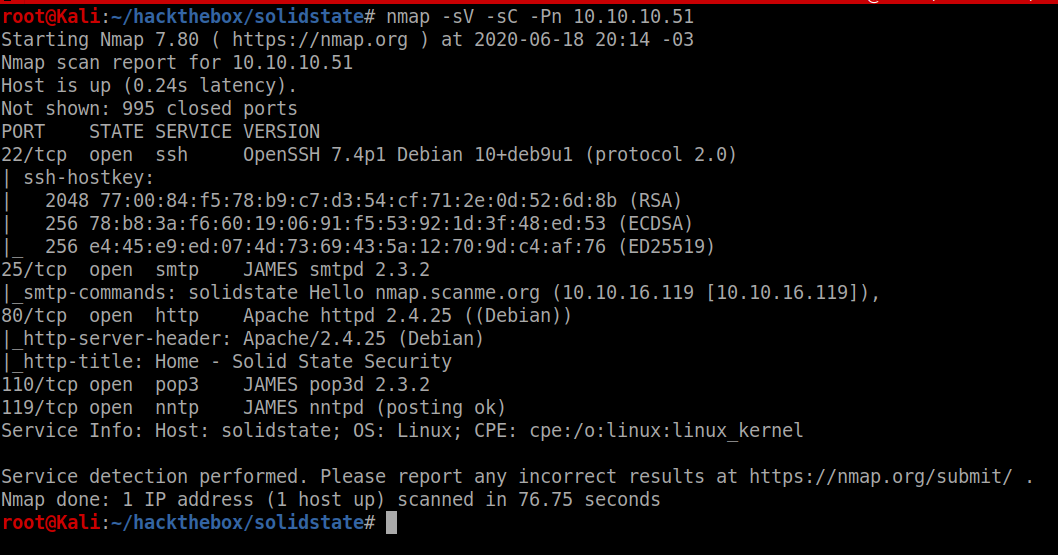 root@Kali:~/hackthebox/solidstate# nmap -sV -sC -Pn 10.10.10.51
Starting Nmap 7.80 ( https://nmap.org ) at 2020-06-18 20:14 -03
Nmap scan report for 10.10.10.51
Host is up (0.24s latency).
Not shown: 995 closed ports
PORT    STATE SERVICE VERSION
22/tcp  open  ssh     OpenSSH 7.4p1 Debian 10+deb9u1 (protocol 2.0)
| ssh-hostkey:
|   2048 77:00:84:f5:78:b9:c7:d3:54:cf:71:2e:0d:52:6d:8b (RSA)
|   256 78:b8:3a:f6:60:19:06:91:f5:53:92:1d:3f:48:ed:53 (ECDSA)
|_  256 e4:45:e9:ed:07:4d:73:69:43:5a:12:70:9d:c4:af:76 (ED25519)
25/tcp  open  smtp    JAMES smtpd 2.3.2
|_smtp-commands: solidstate Hello nmap.scanme.org (10.10.16.119 [10.10.16.119]),
80/tcp  open  http    Apache httpd 2.4.25 ((Debian))
|_http-server-header: Apache/2.4.25 (Debian)
|_http-title: Home - Solid State Security
110/tcp open  pop3    JAMES pop3d 2.3.2
119/tcp open  nntp    JAMES nntpd (posting ok)
Service Info: Host: solidstate; OS: Linux; CPE: cpe:/o:linux:linux_kernel

Service detection performed. Please report any incorrect results at https://nmap.org/submit/ .
Nmap done: 1 IP address (1 host up) scanned in 76.75 seconds
root@Kali:~/hackthebox/solidstate#